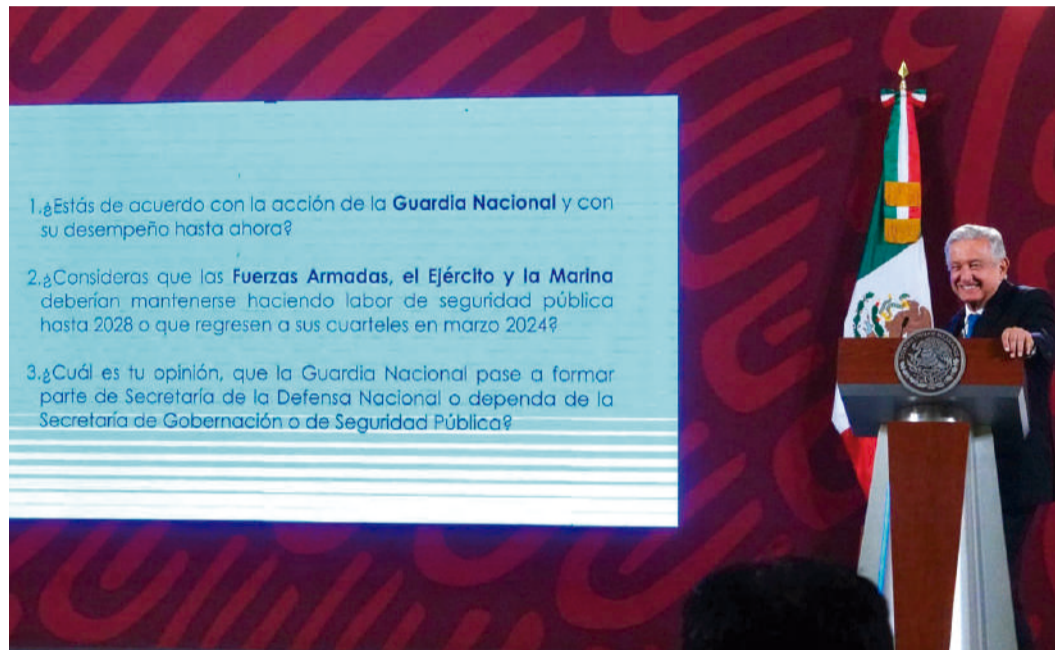 1.¿Estás de acuerdo con la acción de la Guardia Nacional y con
su desempeño hasta ahora?
2.¿Consideras que las Fuerzas Armadas, el Ejército y la Marina
deberían mantenerse haciendo labor de seguridad pública
hasta 2028 o que regresen a sus cuarteles en marzo 2024?
3.¿Cuál es tu opinión, que la Guardia Nacional pase a formar
parte de Secretaría de la Defensa Nacional o dependa de la
Secretaría de Gobernación o de Seguridad Pública?